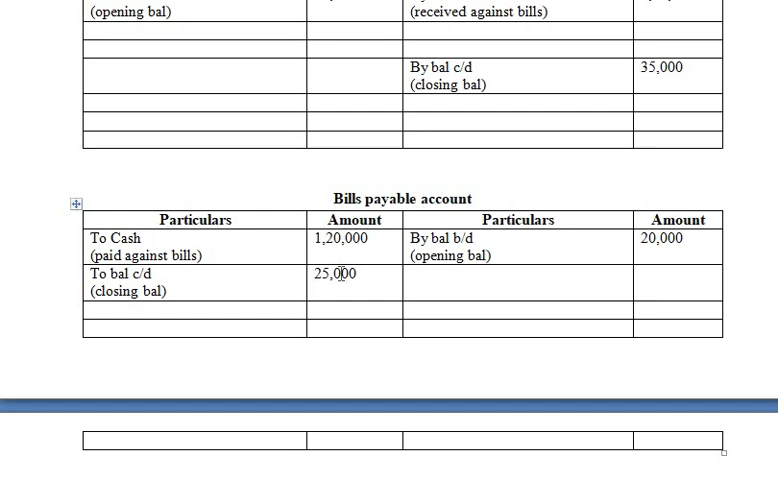 (opening bal) (received against bills)
By bal c/d 35,000
(closing bal)
Bills payable account
Particulars Amount Particulars Amount
To Cash 1,20,000 By bal b/d 20,000
(paid against bills) (opening bal)
To bal c/d 25,000
(closing bal)